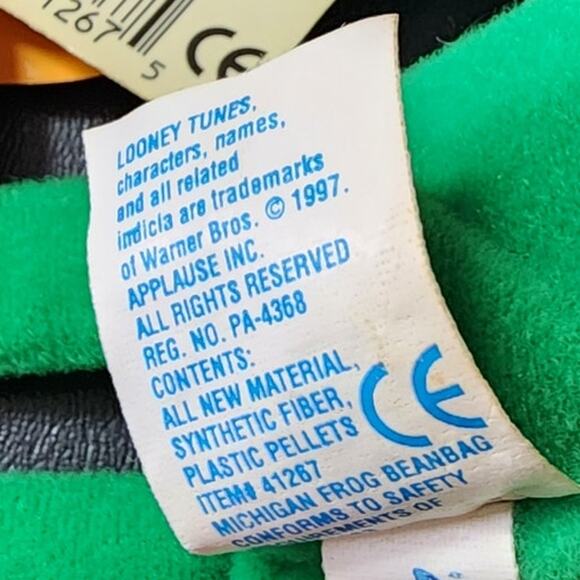 1267 5
CE
LOONEY TUNES,
characters, names,
and all related
indicia are trademarks
of Warner Bros. © 1997.
APPLAUSE INC.
ALL RIGHTS RESERVED
REG. NO. PA-4368
CONTENTS:
ALL NEW MATERIAL,
SYNTHETIC FIBER,
PLASTIC PELLETS
CE
ITEM# 41267
MICHIGAN FROG BEANBAG
CONFORMS TO SAFETY
OF